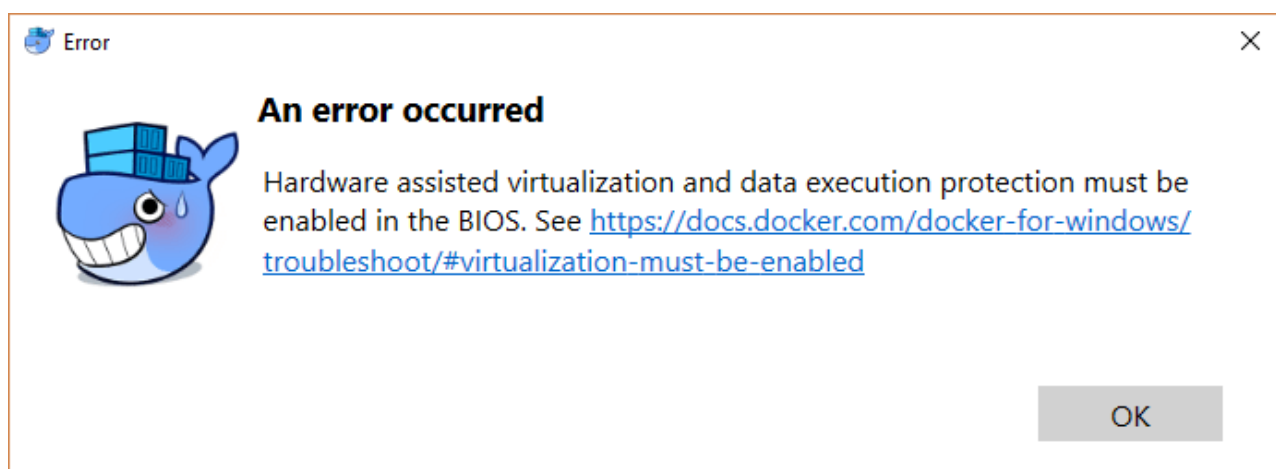 Error
An error occurred
Hardware assisted virtualization and data execution protection must be
enabled in the BIOS. See https://docs.docker.com/docker-for-windows/
troubleshoot/#virtualization-must-be-enabled
OK